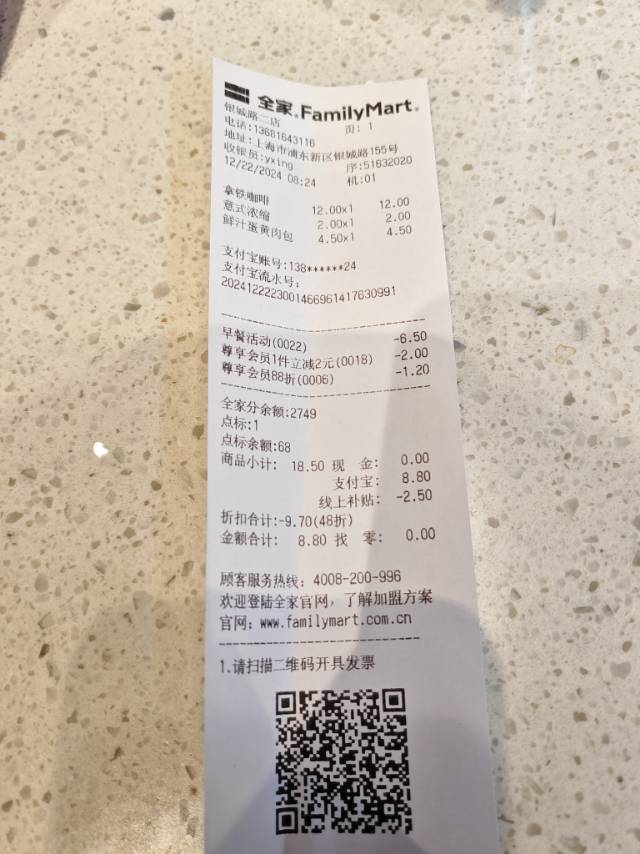 全家®FamilyMart®
银城路二店 页: 1
电话:13681643116
地址:上海市浦东新区银城路155号
收银员:yxing 序:51632020
12/22/2024 08:24 机:01
拿铁咖啡 12.00x1 12.00
意式浓缩 2.00x1 2.00
鲜汁蛋黄肉包 4.50x1 4.50
支付宝账号:138******24
支付宝流水号:
2024122223001466961417630991
早餐活动(0022) -6.50
尊享会员1件立减2元(0018) -2.00
尊享会员88折(0006) -1.20
全家分余额:2749
点标:1
点标余额:68
商品小计: 18.50 现 金: 0.00
支付宝: 8.80
线上补贴: -2.50
折扣合计:-9.70(48折)
金额合计: 8.80 找 零: 0.00
顾客服务热线: 4008-200-996
欢迎登陆全家官网，了解加盟方案
官网: www.familymart.com.cn
1.请扫描二维码开具发票